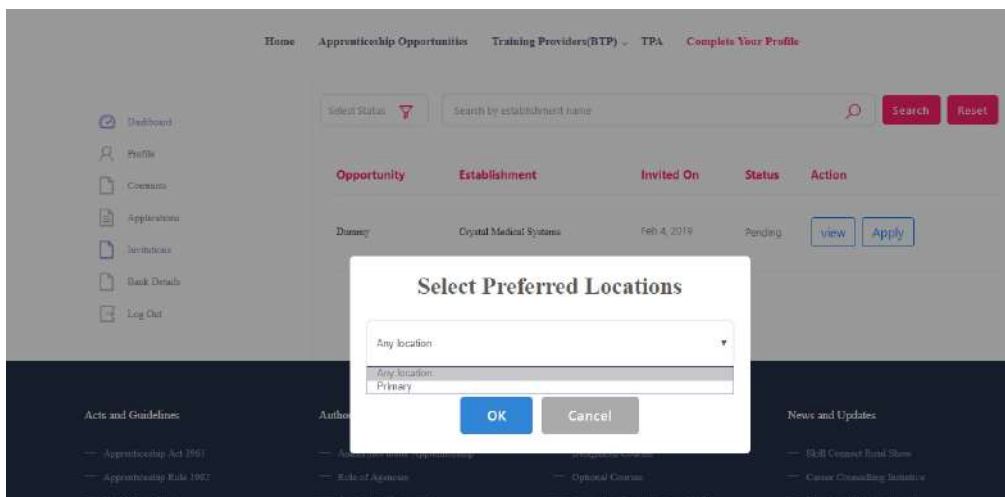 Home Apprenticeship Opportunities Training Providers(BTP) TPA Complete Your Profile
Select Status Search by establishment name Search Reset
Dashboard
Profile
Contracts
Applications
Invitations
Bank Details
Log Out
Opportunity Establishment Invited On Status Action
Dummy Crystal Medical Systems Feb 4, 2019 Pending view Apply
Select Preferred Locations
Any location
Any location
Primary
OK Cancel
Acts and Guidelines News and Updates
Apprenticeship Act 1961 Skill Connect Rural Show
Apprenticeship Rule 1992 Role of Agencies Optional Courses Career Counselling Initiative